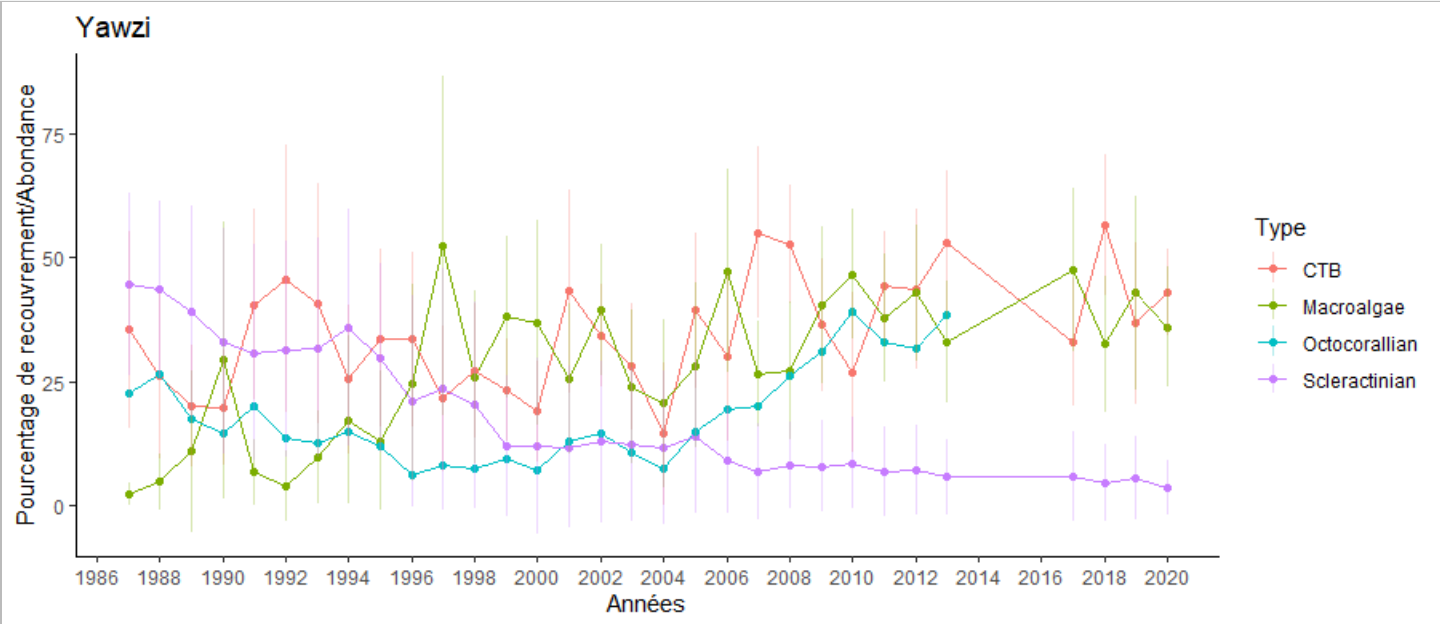 Yawzi
Pourcentage de recouvrement/Abondance
75
50
25
0
1986 1988 1990 1992 1994 1996 1998 2000 2002 2004 2006 2008 2010 2012 2014 2016 2018 2020
Années
Type
CTB
Macroalgae
Octocorallian
Scleractinian